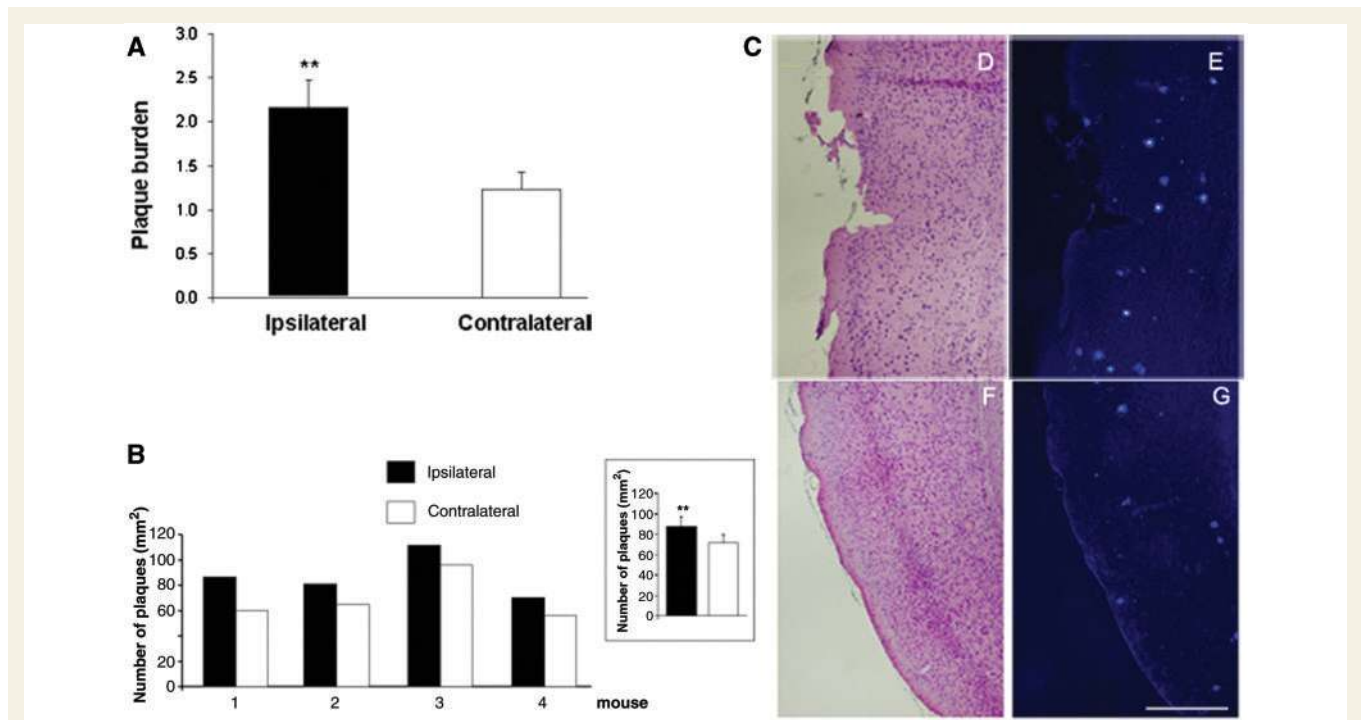 A
3.0
2.5
2.0
1.5
1.0
0.5
0.0
Plaque burden
**
Ipsilateral Contralateral
B
Ipsilateral
Contralateral
Number of plaques (mm²)
120
100
80
60
40
20
0
1 2 3 4 mouse
Number of plaques (mm²)
120
100
80
60
40
20
0
**
C
D
E
F
G